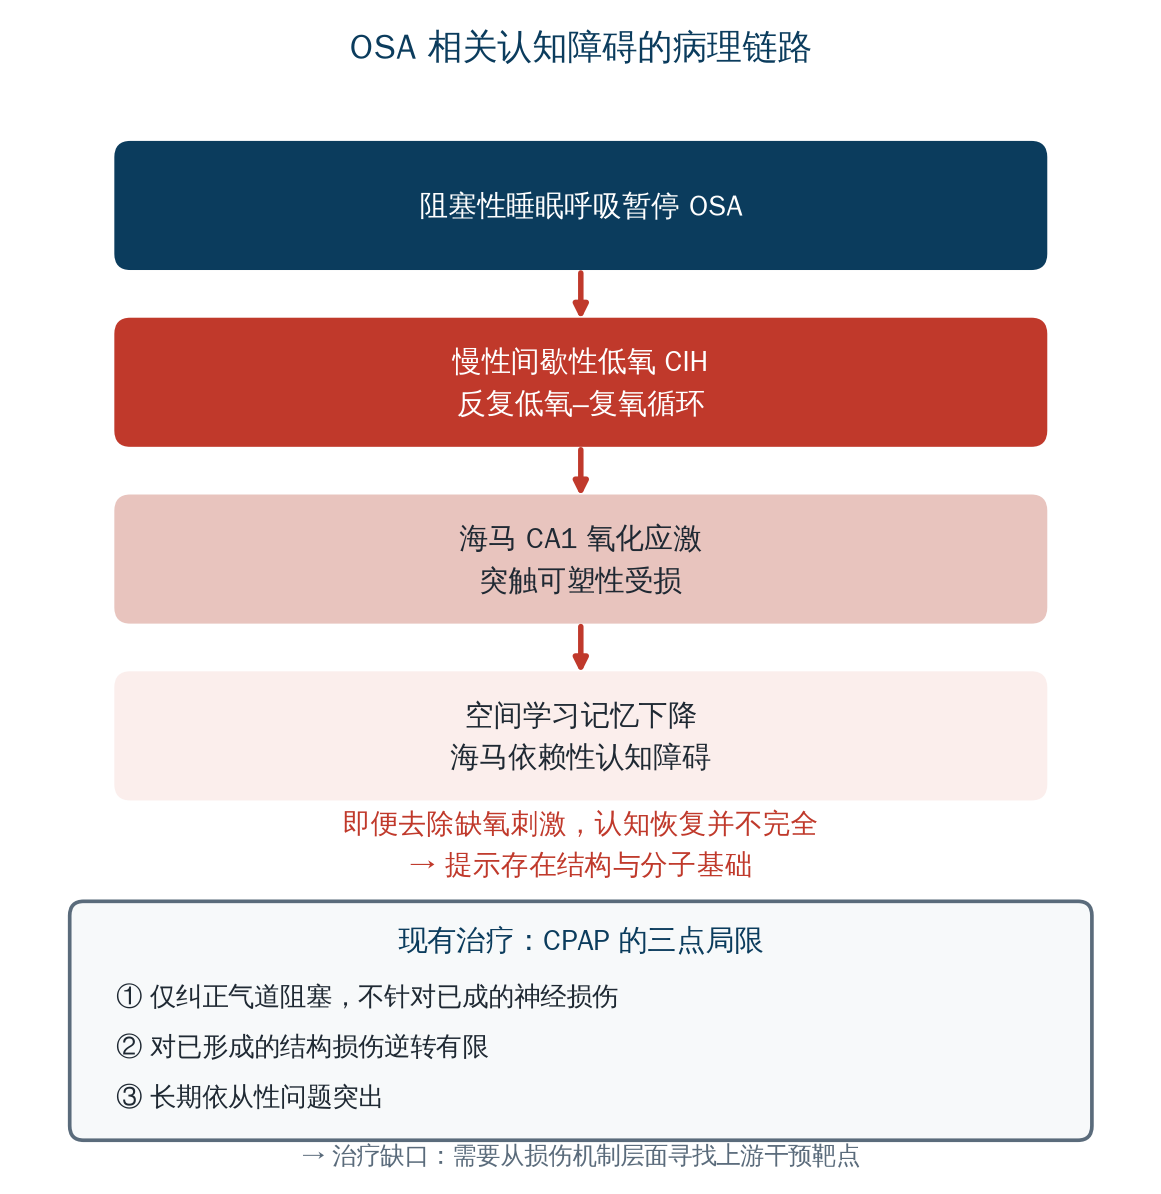 OSA 相关认知障碍的病理链路
阻塞性睡眠呼吸暂停 OSA
慢性间歇性低氧 CIH
反复低氧–复氧循环
海马 CA1 氧化应激
突触可塑性受损
空间学习记忆下降
海马依赖性认知障碍
即便去除缺氧刺激，认知恢复并不完全
→ 提示存在结构与分子基础
现有治疗：CPAP 的三点局限
① 仅纠正气道阻塞，不针对已成的神经损伤
② 对已形成的结构损伤逆转有限
③ 长期依从性问题突出
→ 治疗缺口：需要从损伤机制层面寻找上游干预靶点